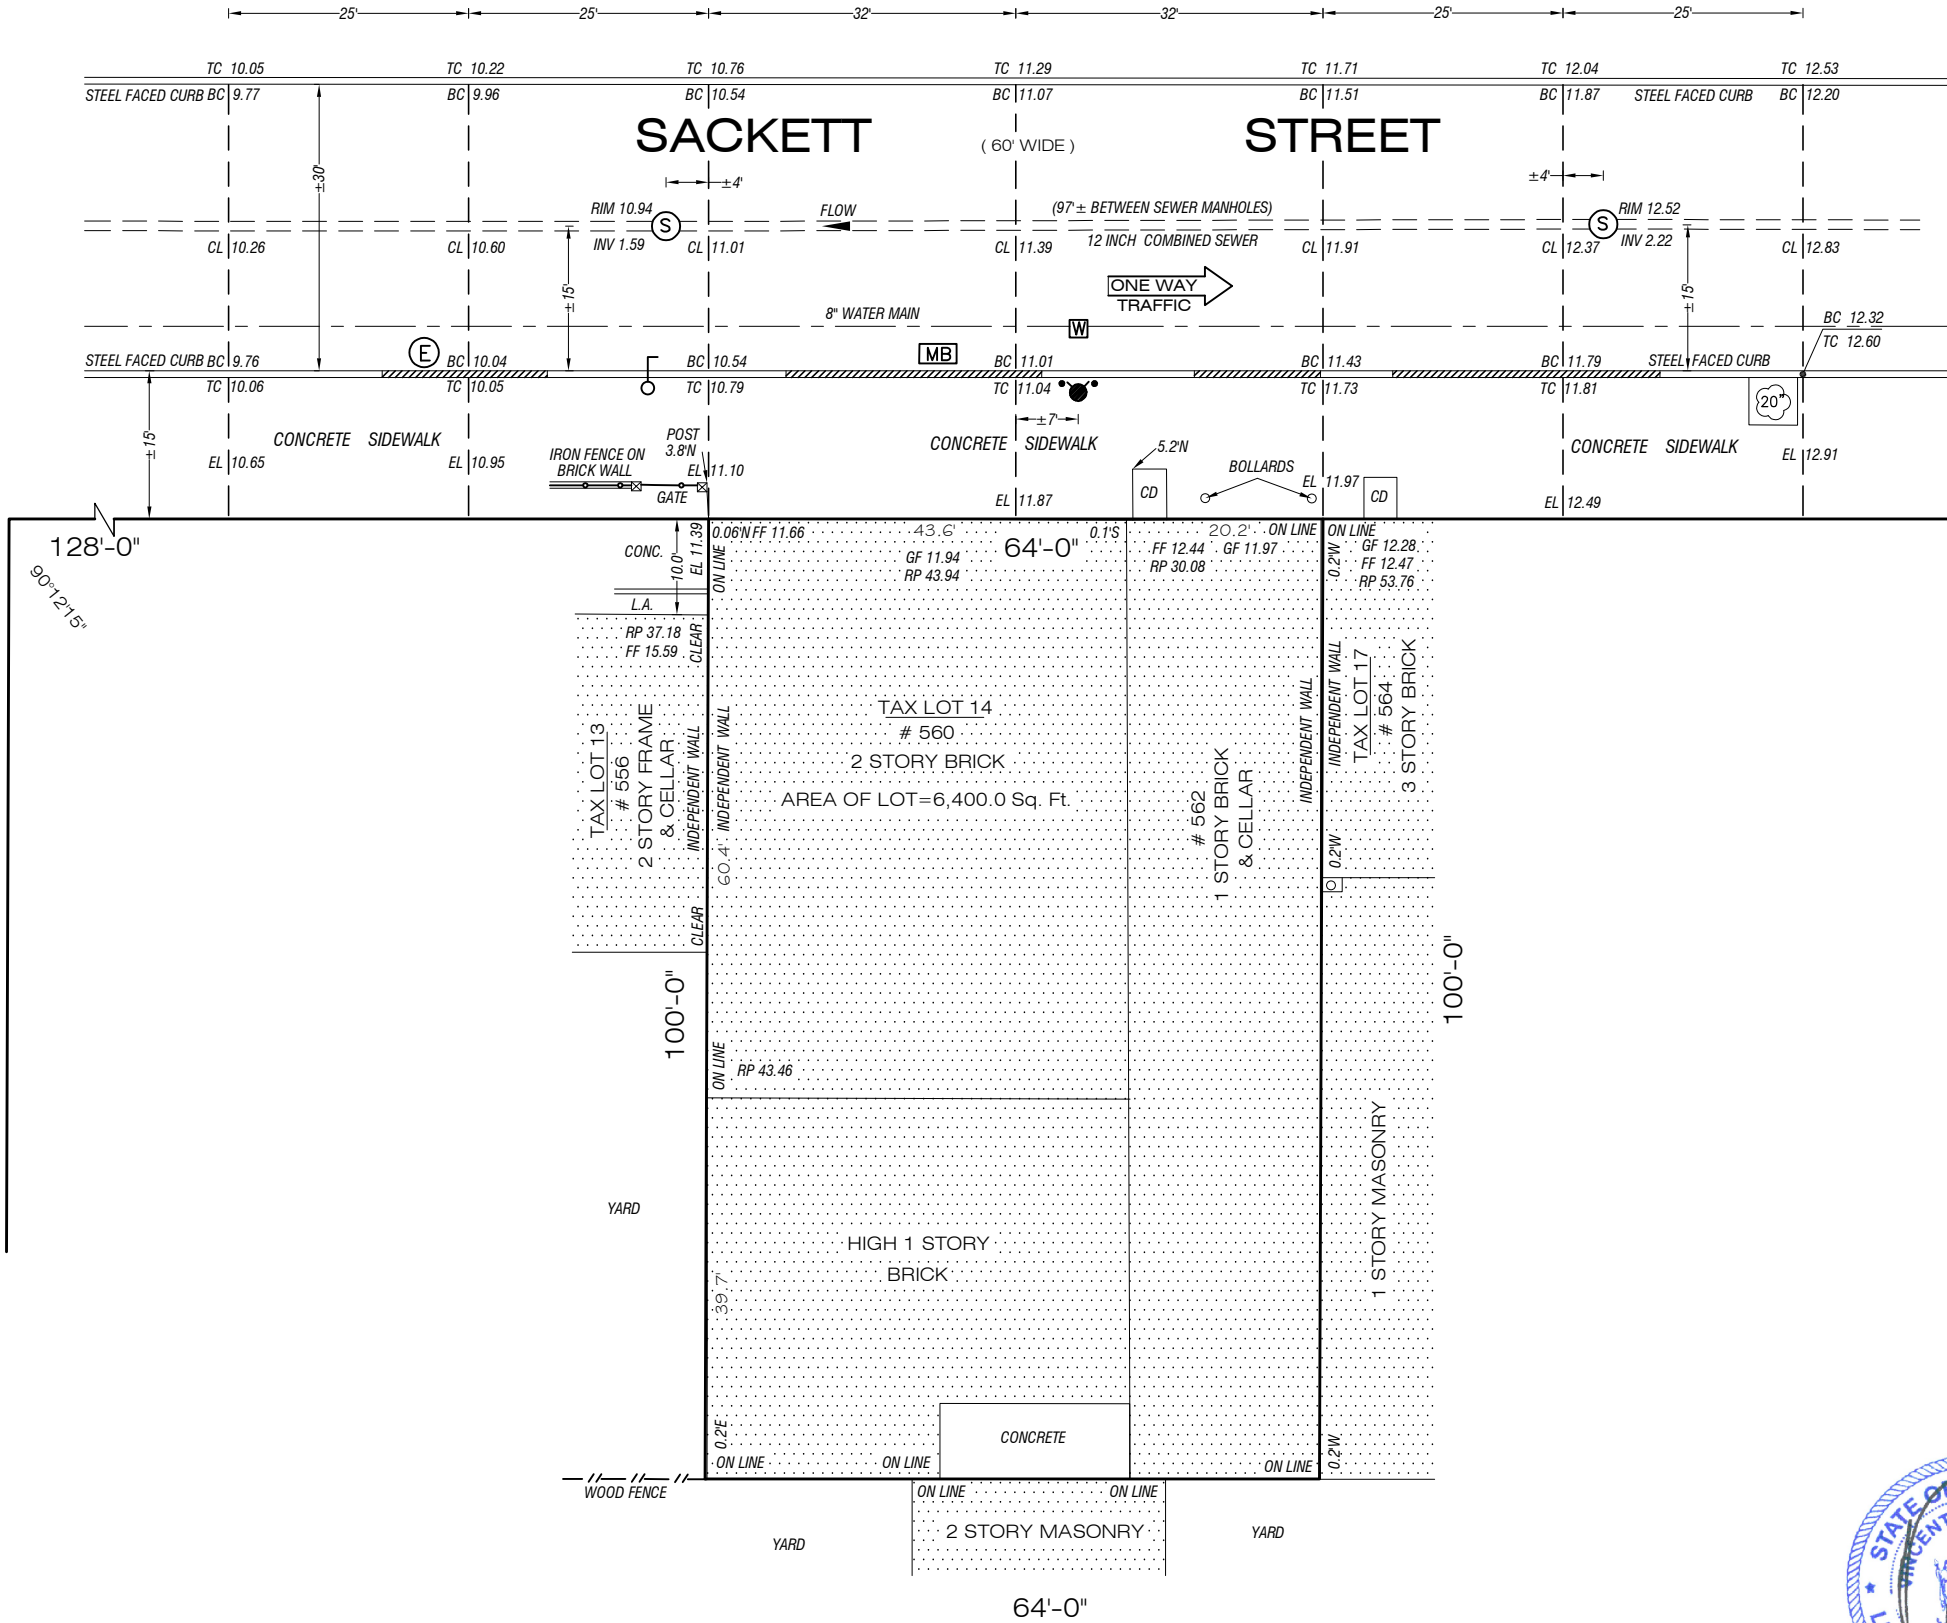 25' 25' 32' 32' 25' 25'
TC 10.05 TC 10.22 TC 10.76 TC 11.29 TC 11.71 TC 12.04 TC 12.53
STEEL FACED CURB BC 9.77 BC 9.96 BC 10.54 BC 11.07 BC 11.51 BC 11.87 STEEL FACED CURB BC 12.20
SACKETT STREET
( 60' WIDE )
±30'
±4' ±4'
RIM 10.94 FLOW (97'± BETWEEN SEWER MANHOLES) RIM 12.52
S S
INV 1.59 12 INCH COMBINED SEWER INV 2.22
CL 10.26 CL 10.60 CL 11.01 CL 11.39 CL 11.91 CL 12.37 CL 12.83
ONE WAY
TRAFFIC
±15' ±15'
8" WATER MAIN
W
BC 12.32
TC 12.60
E MB
STEEL FACED CURB BC 9.76 BC 10.04 BC 10.54 BC 11.01 BC 11.43 BC 11.79 STEEL FACED CURB
TC 10.06 TC 10.05 TC 10.79 TC 11.04 TC 11.73 TC 11.81
20"
±7'
±15'
CONCRETE SIDEWALK CONCRETE SIDEWALK CONCRETE SIDEWALK
POST
3.8'N
5.2'N
IRON FENCE ON
BRICK WALL
GATE
BOLLARDS
EL 10.65 EL 10.95 EL 11.10 EL 11.87 EL 11.97 EL 12.49 EL 12.91
CD CD
128'-0"
90°12'15"
CONC.
10.0'
EL 11.39
ON LINE
0.06'N FF 11.66 43.6' 0.1'S 20.2' ON LINE ON LINE
64'-0"
GF 11.94
RP 43.94
FF 12.44 GF 11.97
RP 30.08
0.2'W
GF 12.28
FF 12.47
RP 53.76
L.A.
RP 37.18
FF 15.59
CLEAR
TAX LOT 13
# 556
2 STORY FRAME
& CELLAR
INDEPENDENT WALL
INDEPENDENT WALL
60.4'
CLEAR
TAX LOT 14
# 560
2 STORY BRICK
AREA OF LOT=6,400.0 Sq. Ft.
# 562
1 STORY BRICK
& CELLAR
INDEPENDENT WALL
INDEPENDENT WALL
TAX LOT 17
# 564
3 STORY BRICK
0.2'W
100'-0"
100'-0"
ON LINE
RP 43.46
YARD
HIGH 1 STORY
BRICK
39.7'
1 STORY MASONRY
0.2'E
CONCRETE
0.2'W
ON LINE ON LINE ON LINE
WOOD FENCE
ON LINE ON LINE
2 STORY MASONRY
YARD YARD
64'-0"
STATE OF
VINCENT